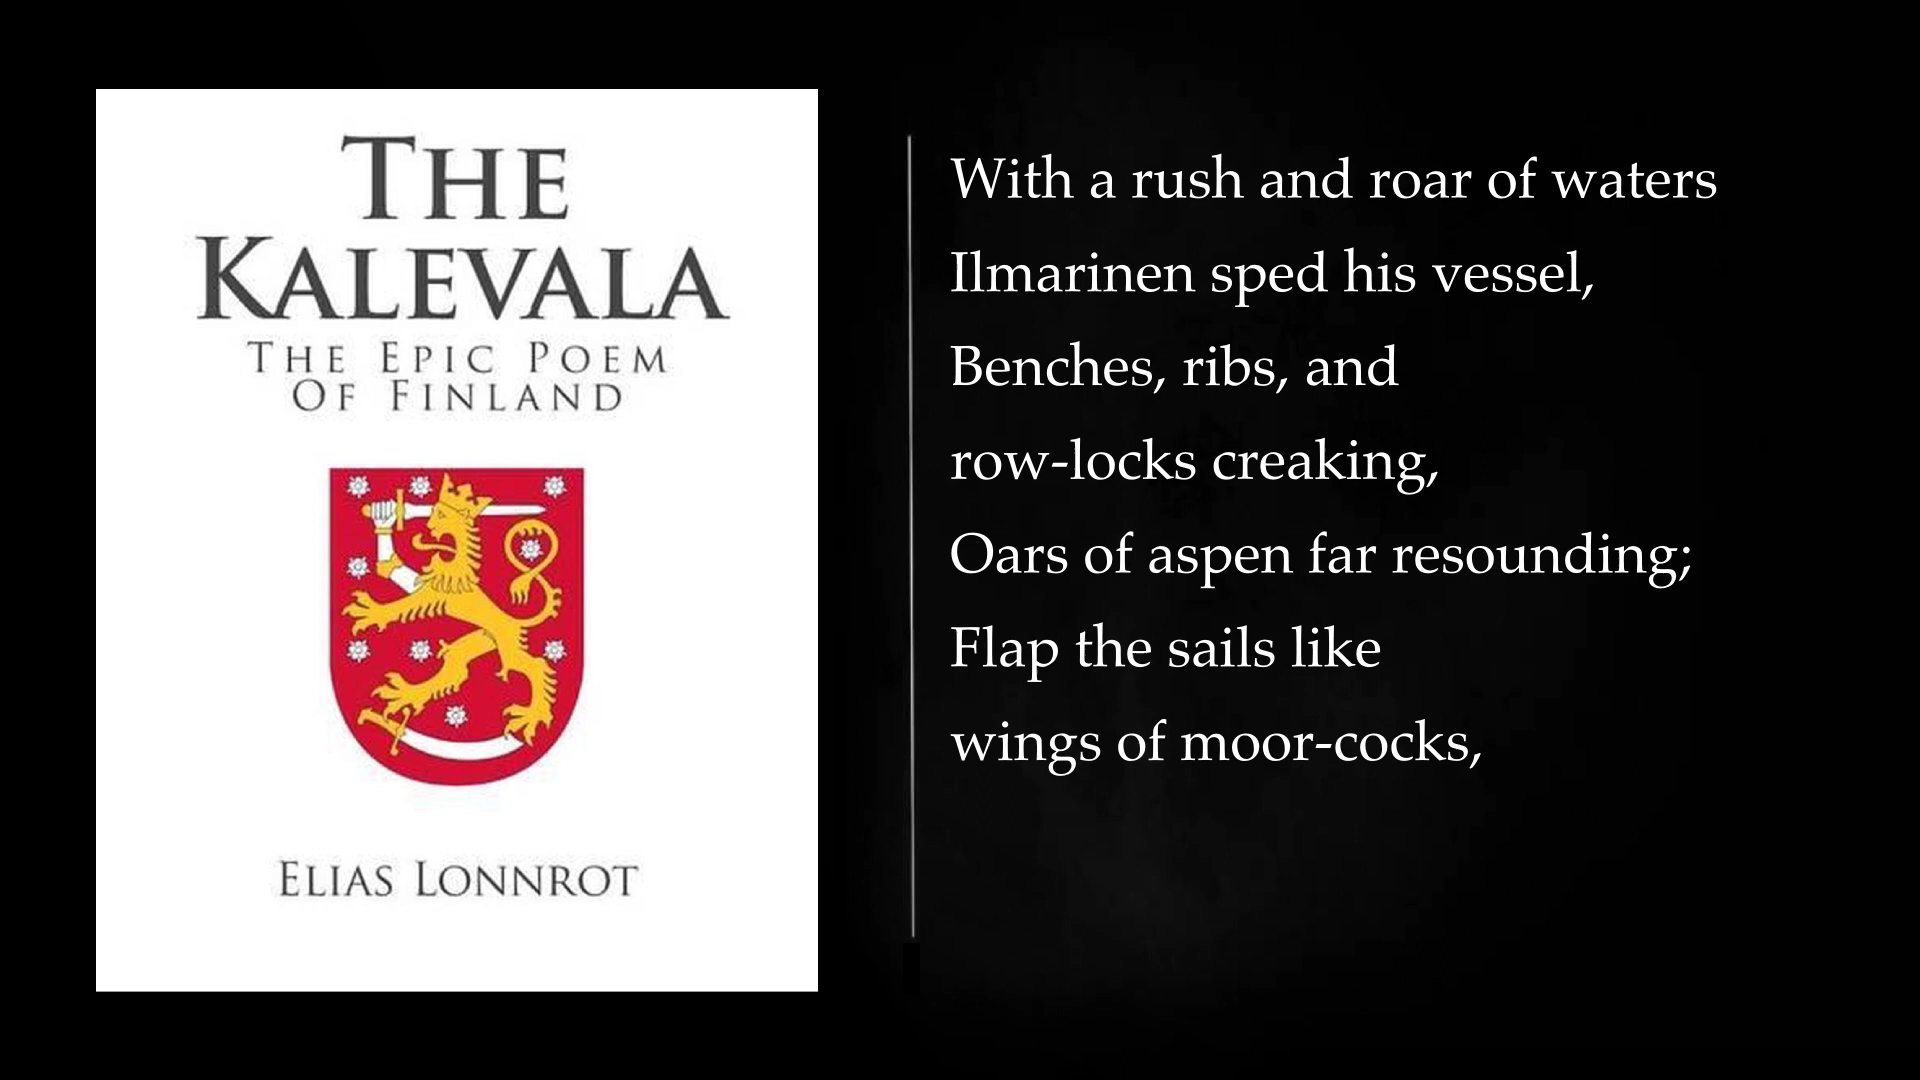 THE
KALEVALA
THE EPIC POEM
OF FINLAND
ELIAS LONNROT
With a rush and roar of waters
Ilmarinen sped his vessel,
Benches, ribs, and
row-locks creaking,
Oars of aspen far resounding;
Flap the sails like
wings of moor-cocks,